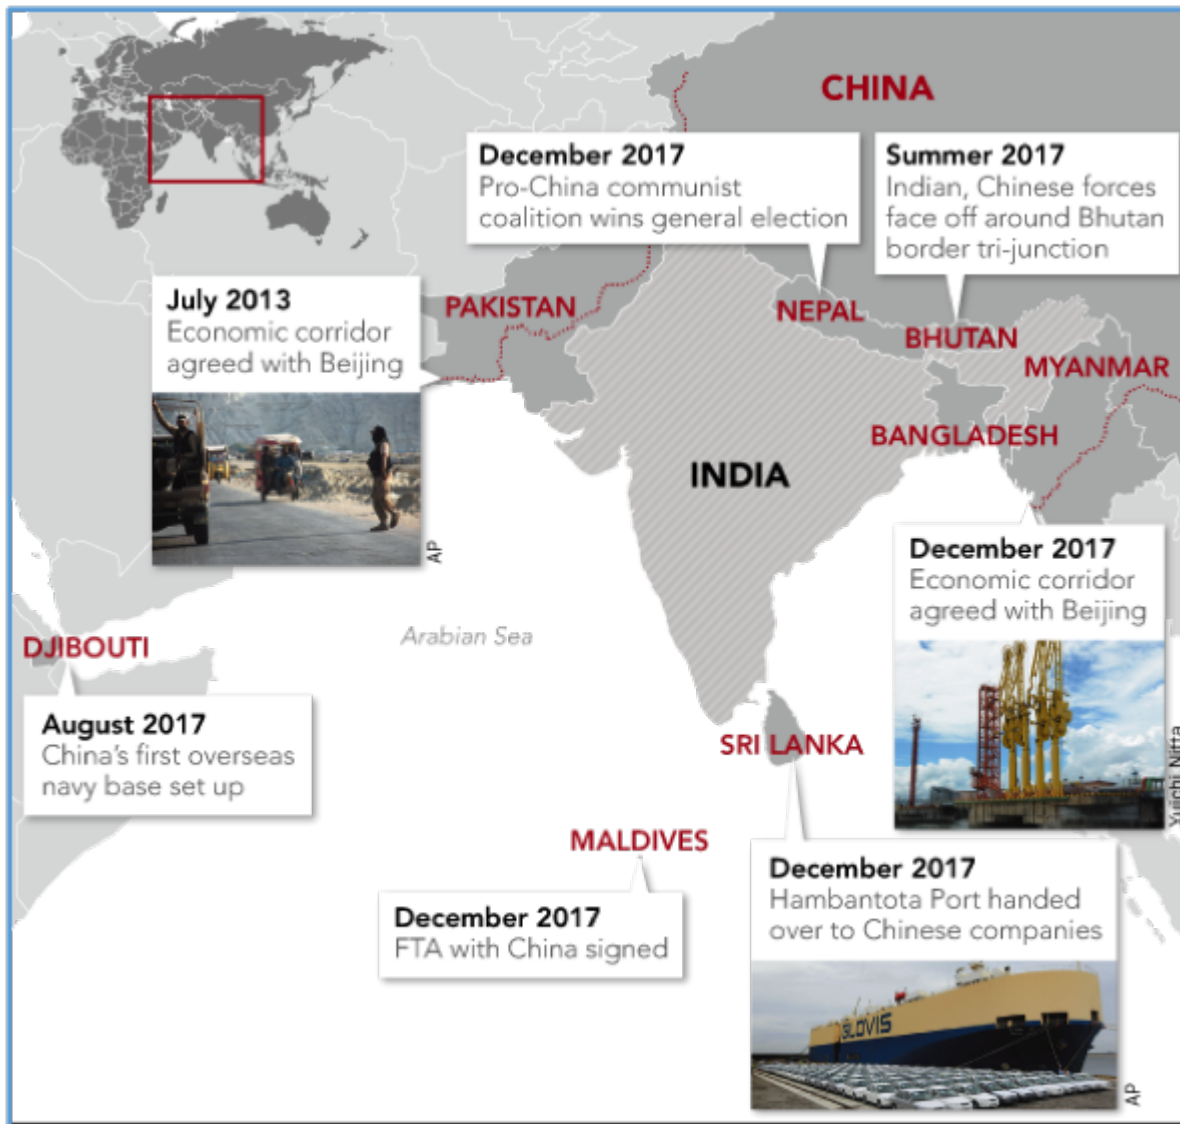 CHINA
December 2017
Pro-China communist
coalition wins general election
Summer 2017
Indian, Chinese forces
face off around Bhutan
border tri-junction
July 2013
Economic corridor
agreed with Beijing
AP
PAKISTAN
NEPAL
BHUTAN
MYANMAR
BANGLADESH
INDIA
December 2017
Economic corridor
agreed with Beijing
Yuichi Nitta
Arabian Sea
DJIBOUTI
August 2017
China's first overseas
navy base set up
SRI LANKA
MALDIVES
December 2017
FTA with China signed
December 2017
Hambantota Port handed
over to Chinese companies
GLOVIS
AP